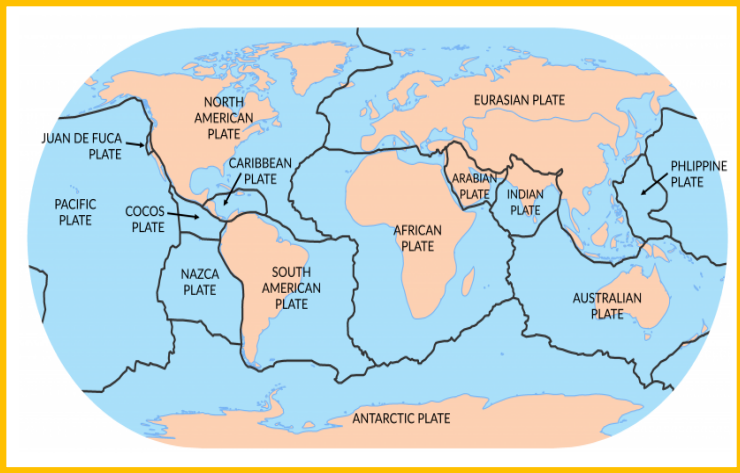 NORTH
AMERICAN
PLATE
EURASIAN PLATE
JUAN DE FUCA
PLATE
CARIBBEAN
PLATE
ARABIAN
PLATE
INDIAN
PLATE
PHLIPPINE
PLATE
PACIFIC
PLATE
COCOS
PLATE
AFRICAN
PLATE
NAZCA
PLATE
SOUTH
AMERICAN
PLATE
AUSTRALIAN
PLATE
ANTARCTIC PLATE